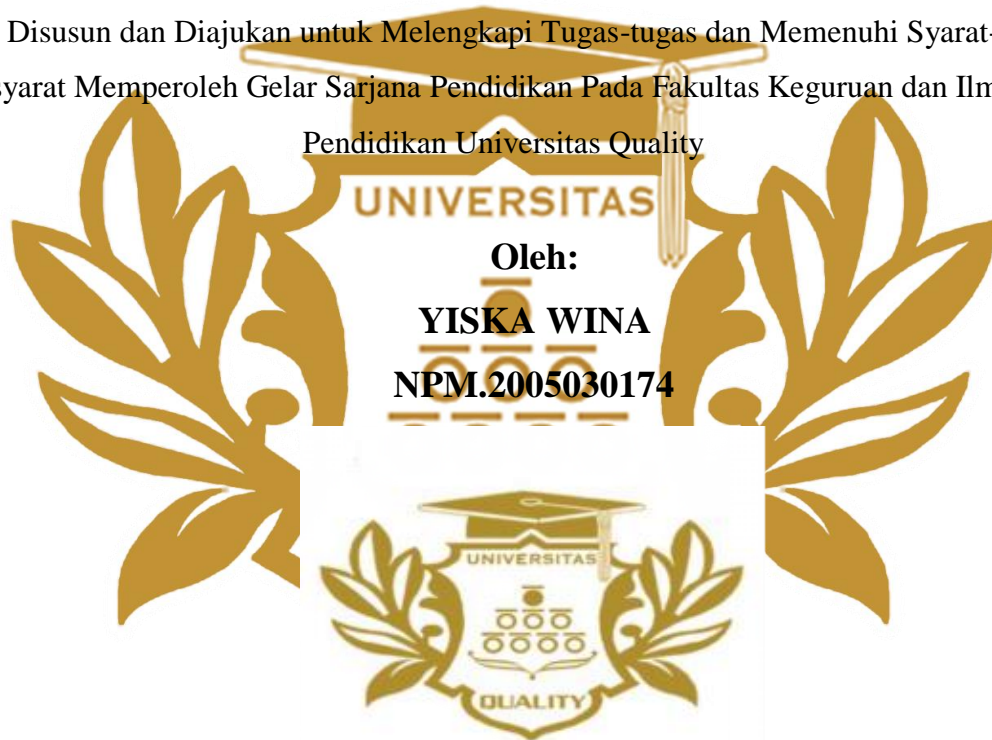 Disusun dan Diajukan untuk Melengkapi Tugas-tugas dan Memenuhi Syarat-
syarat Memperoleh Gelar Sarjana Pendidikan Pada Fakultas Keguruan dan Ilm
Pendidikan Universitas Quality
UNIVERSITAS
Oleh:
YISKA WINA
NPM.2005030174
UNIVERSITAS
QUALITY